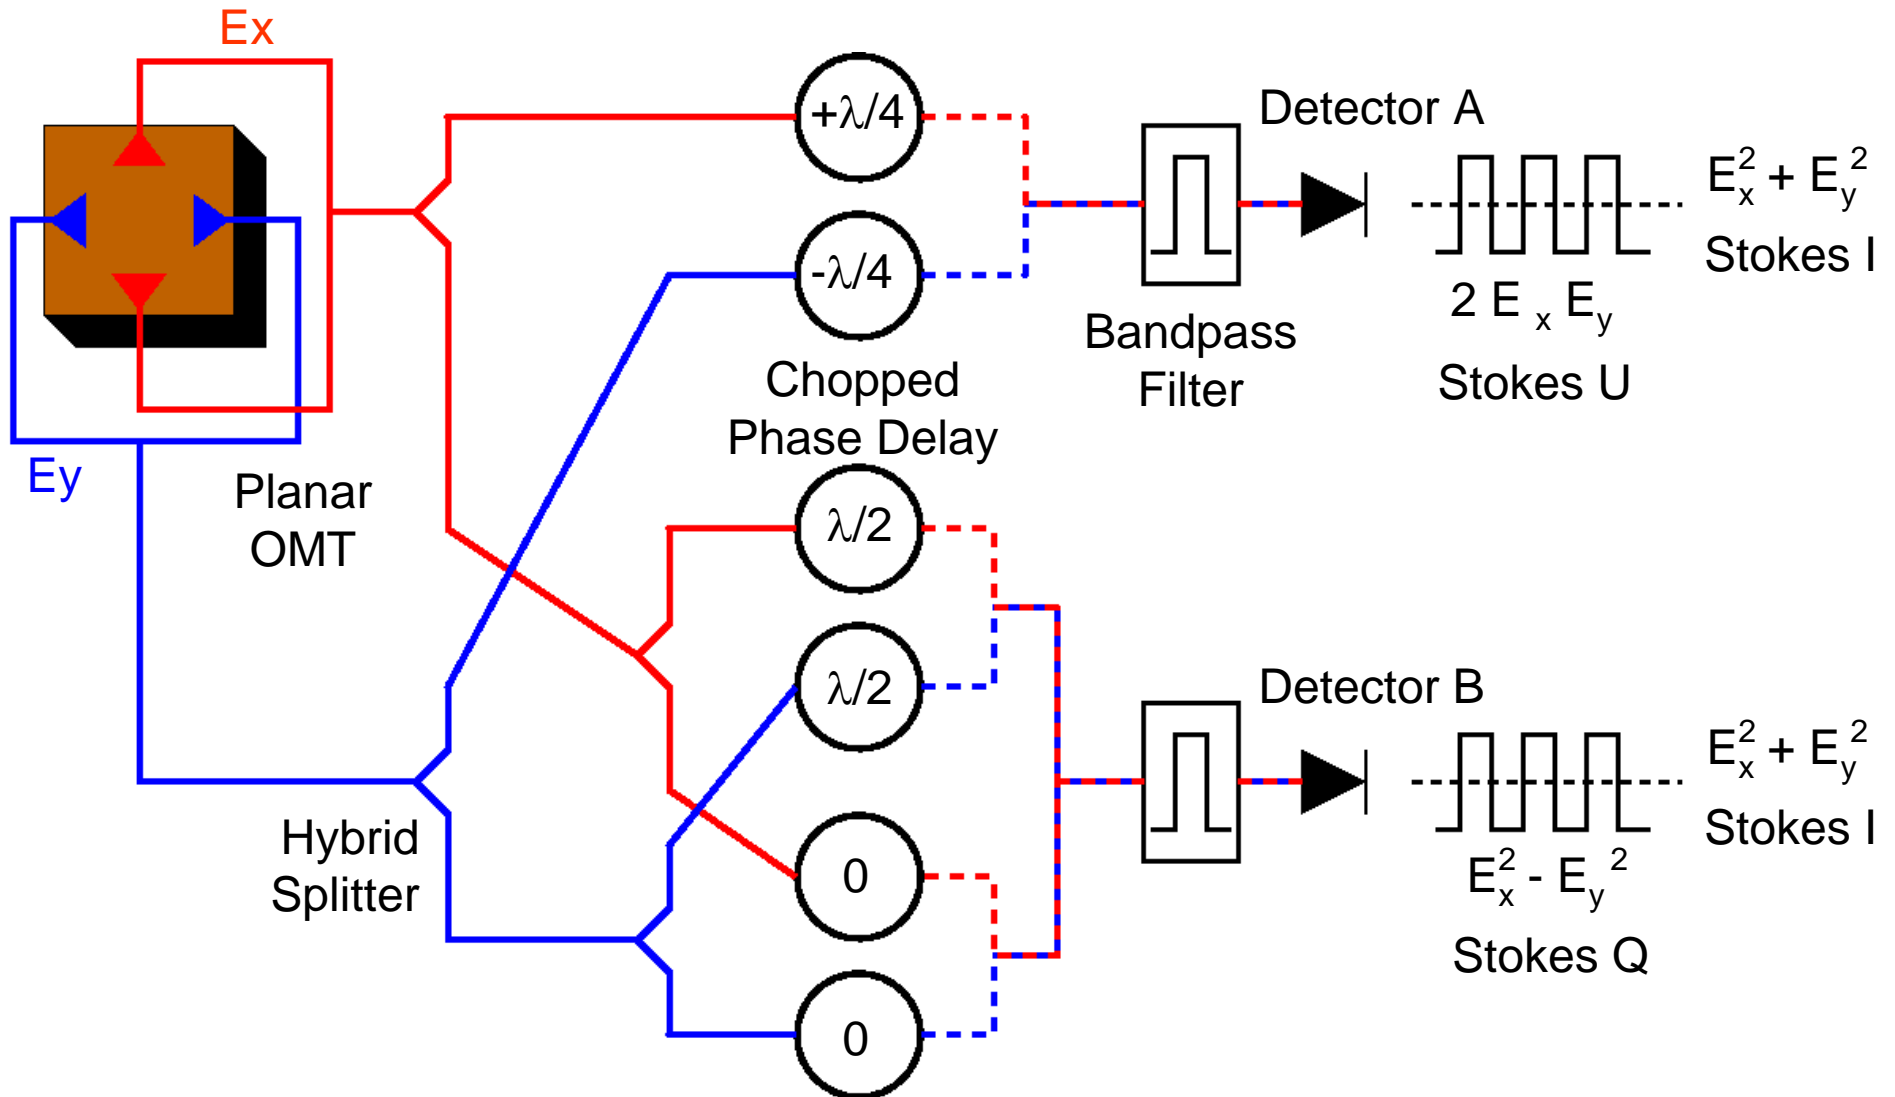 Ex
Ey
Planar
OMT
Hybrid
Splitter
+λ/4
-λ/4
Chopped
Phase Delay
λ/2
λ/2
0
0
Bandpass
Filter
Detector A
2 E x Ey
Stokes U
Ex² + Ey²
Stokes I
Detector B
Ex² - Ey²
Stokes Q
Ex² + Ey²
Stokes I